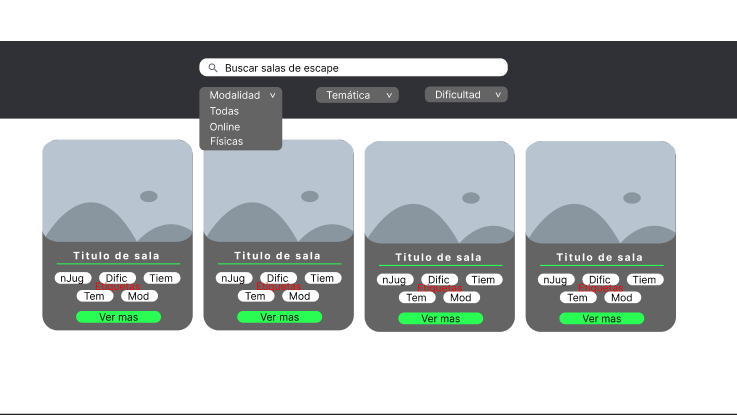 Buscar salas de escape
Modalidad v Temática v Dificultad v
Todas
Online
Físicas
Titulo de sala Titulo de sala Titulo de sala Titulo de sala
nJug Dific Tiem nJug Dific Tiem nJug Dific Tiem nJug Dific Tiem
Etiquetas Etiquetas Etiquetas Etiquetas
Tem Mod Tem Mod Tem Mod Tem Mod
Ver mas Ver mas Ver mas Ver mas